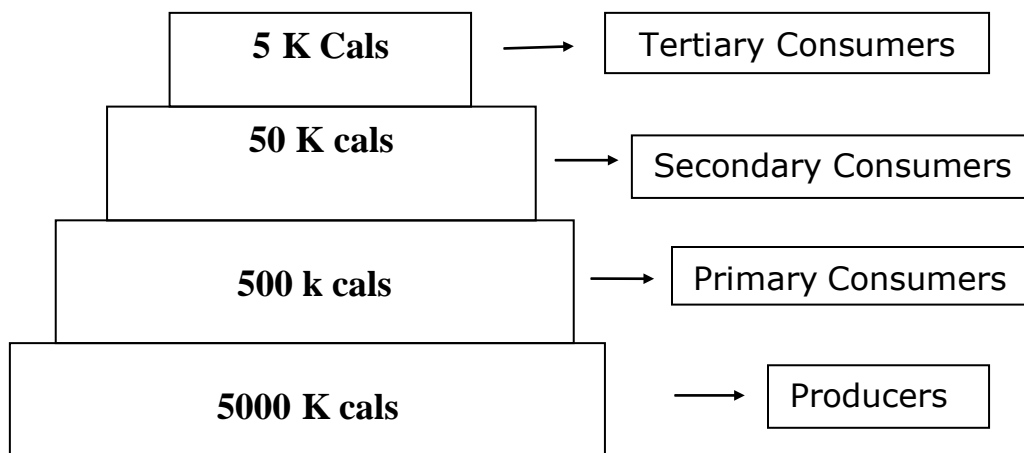 5 K Cals
Tertiary Consumers
50 K cals
Secondary Consumers
500 k cals
Primary Consumers
5000 K cals
Producers